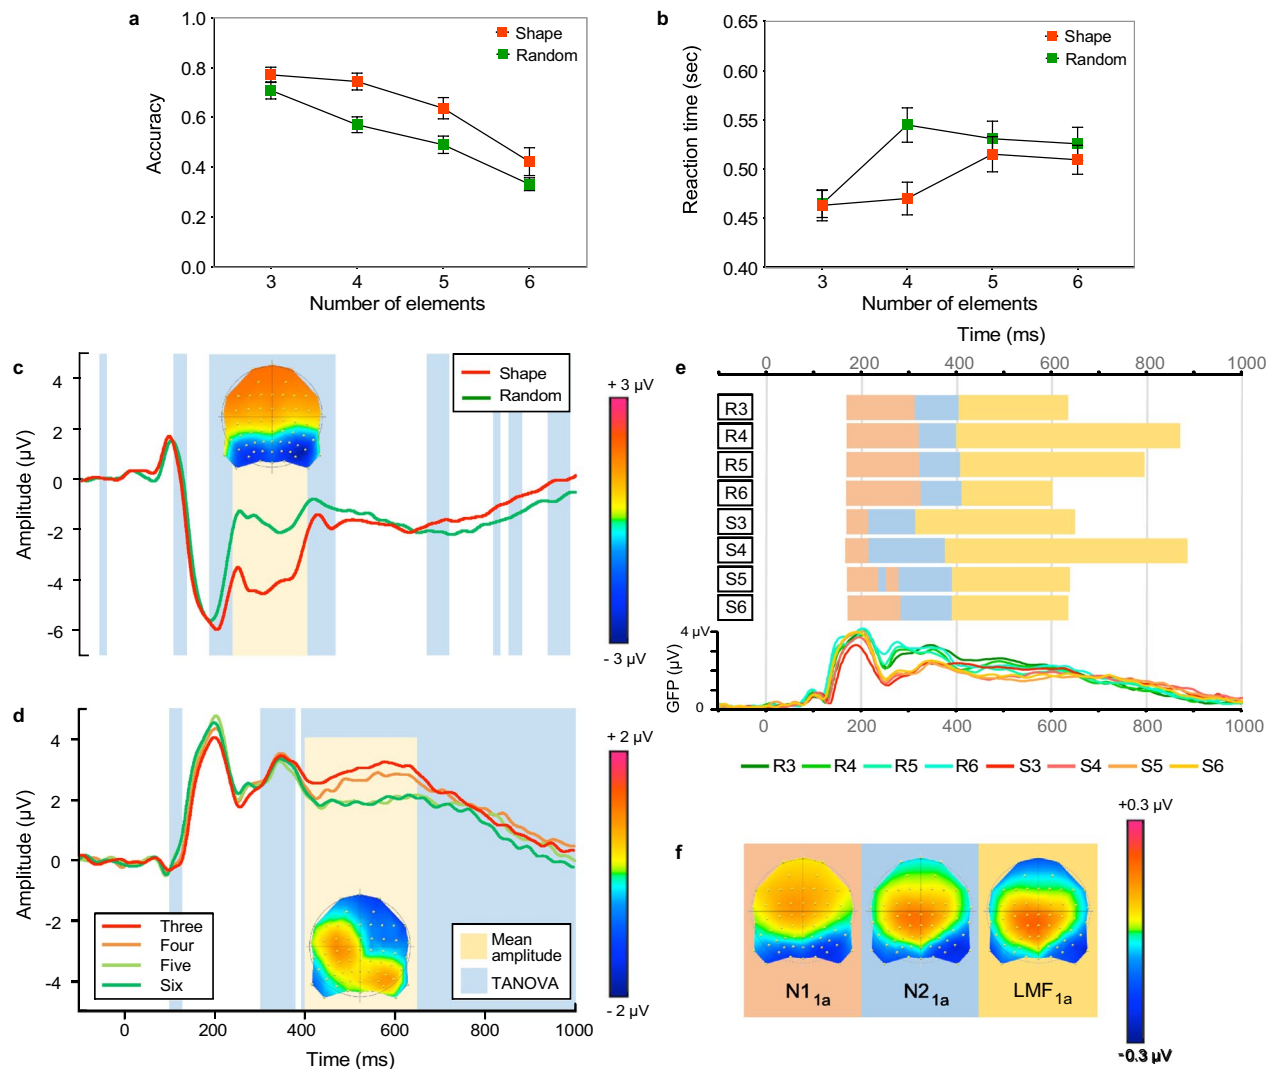 a
1.0
0.8
0.6
0.4
0.2
0.0
Accuracy
Shape
Random
3 4 5 6
Number of elements
b
0.65
0.60
0.55
0.50
0.45
0.40
Reaction time (sec)
Shape
Random
3 4 5 6
Number of elements
c
4
2
0
-2
-4
-6
Amplitude (µV)
Shape
Random
+ 3 µV
- 3 µV
d
4
2
0
-2
-4
Amplitude (µV)
Three
Four
Five
Six
Mean
amplitude
TANOVA
+ 2 µV
- 2 µV
0 200 400 600 800 1000
Time (ms)
e
Time (ms)
0 200 400 600 800 1000
R3
R4
R5
R6
S3
S4
S5
S6
4 µV
GFP (µV)
0
0 200 400 600 800 1000
R3 R4 R5 R6 S3 S4 S5 S6
f
N1 1a N2 1a LMF 1a
+0.3 µV
-0.3 µV